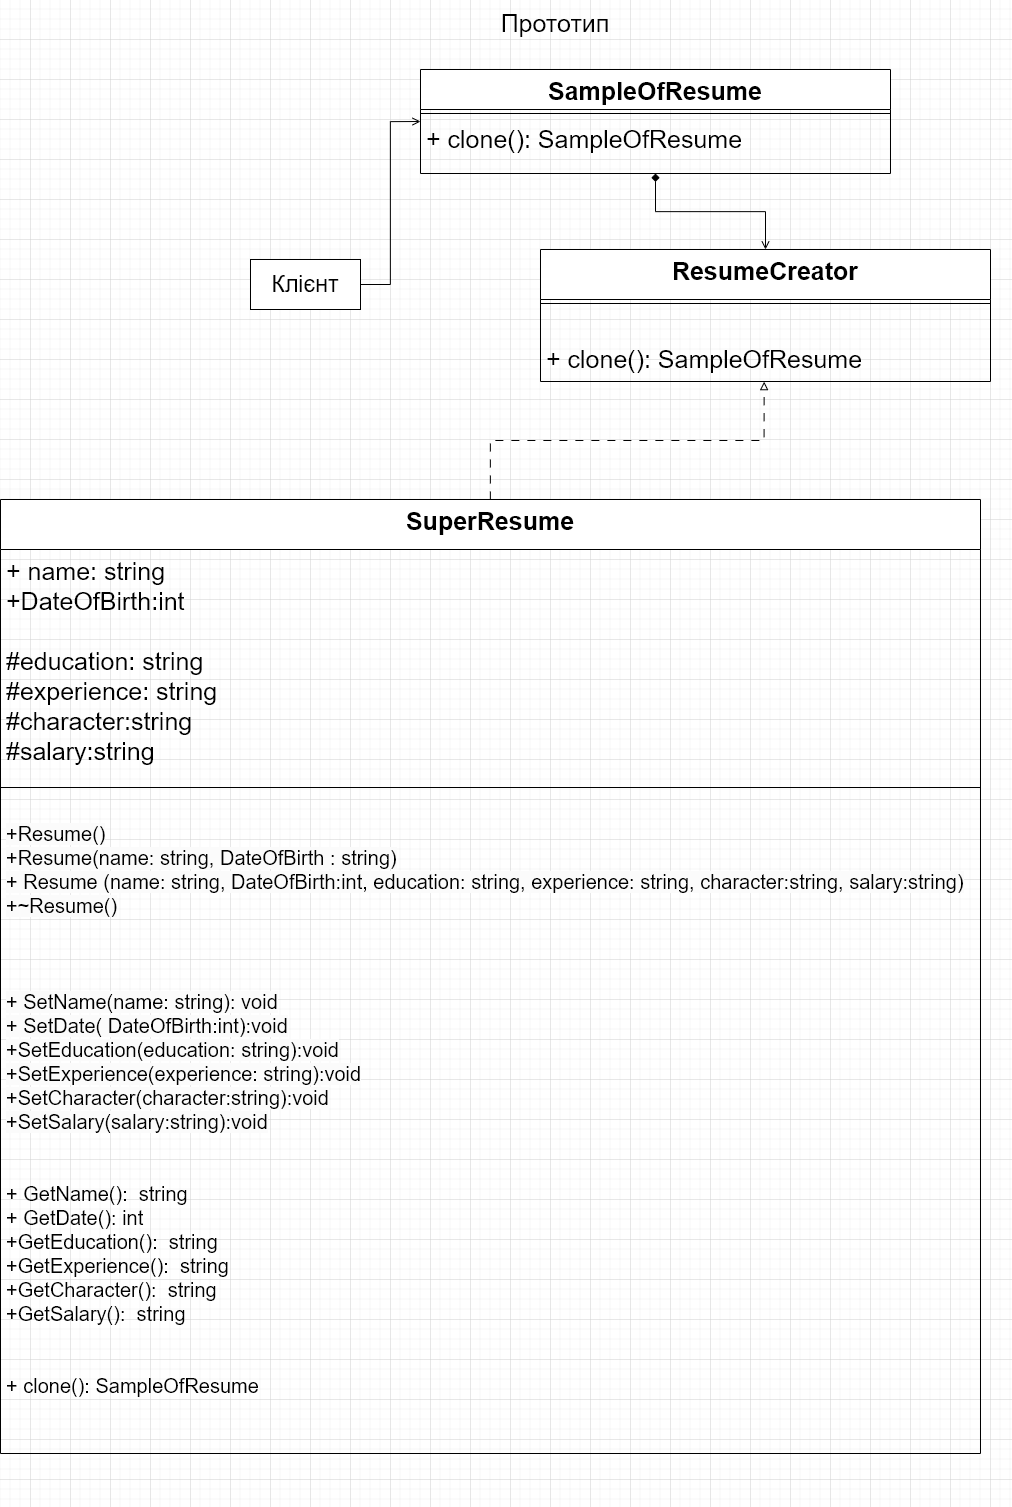 Прототип
SampleOfResume
+ clone(): SampleOfResume
Клієнт
ResumeCreator
+ clone(): SampleOfResume
SuperResume
+ name: string
+DateOfBirth:int
#education: string
#experience: string
#character:string
#salary:string
+Resume()
+Resume(name: string, DateOfBirth : string)
+ Resume (name: string, DateOfBirth:int, education: string, experience: string, character:string, salary:string)
+~Resume()
+ SetName(name: string): void
+ SetDate( DateOfBirth:int):void
+SetEducation(education: string):void
+SetExperience(experience: string):void
+SetCharacter(character:string):void
+SetSalary(salary:string):void
+ GetName():  string
+ GetDate(): int
+GetEducation():  string
+GetExperience():  string
+GetCharacter():  string
+GetSalary():  string
+ clone(): SampleOfResume